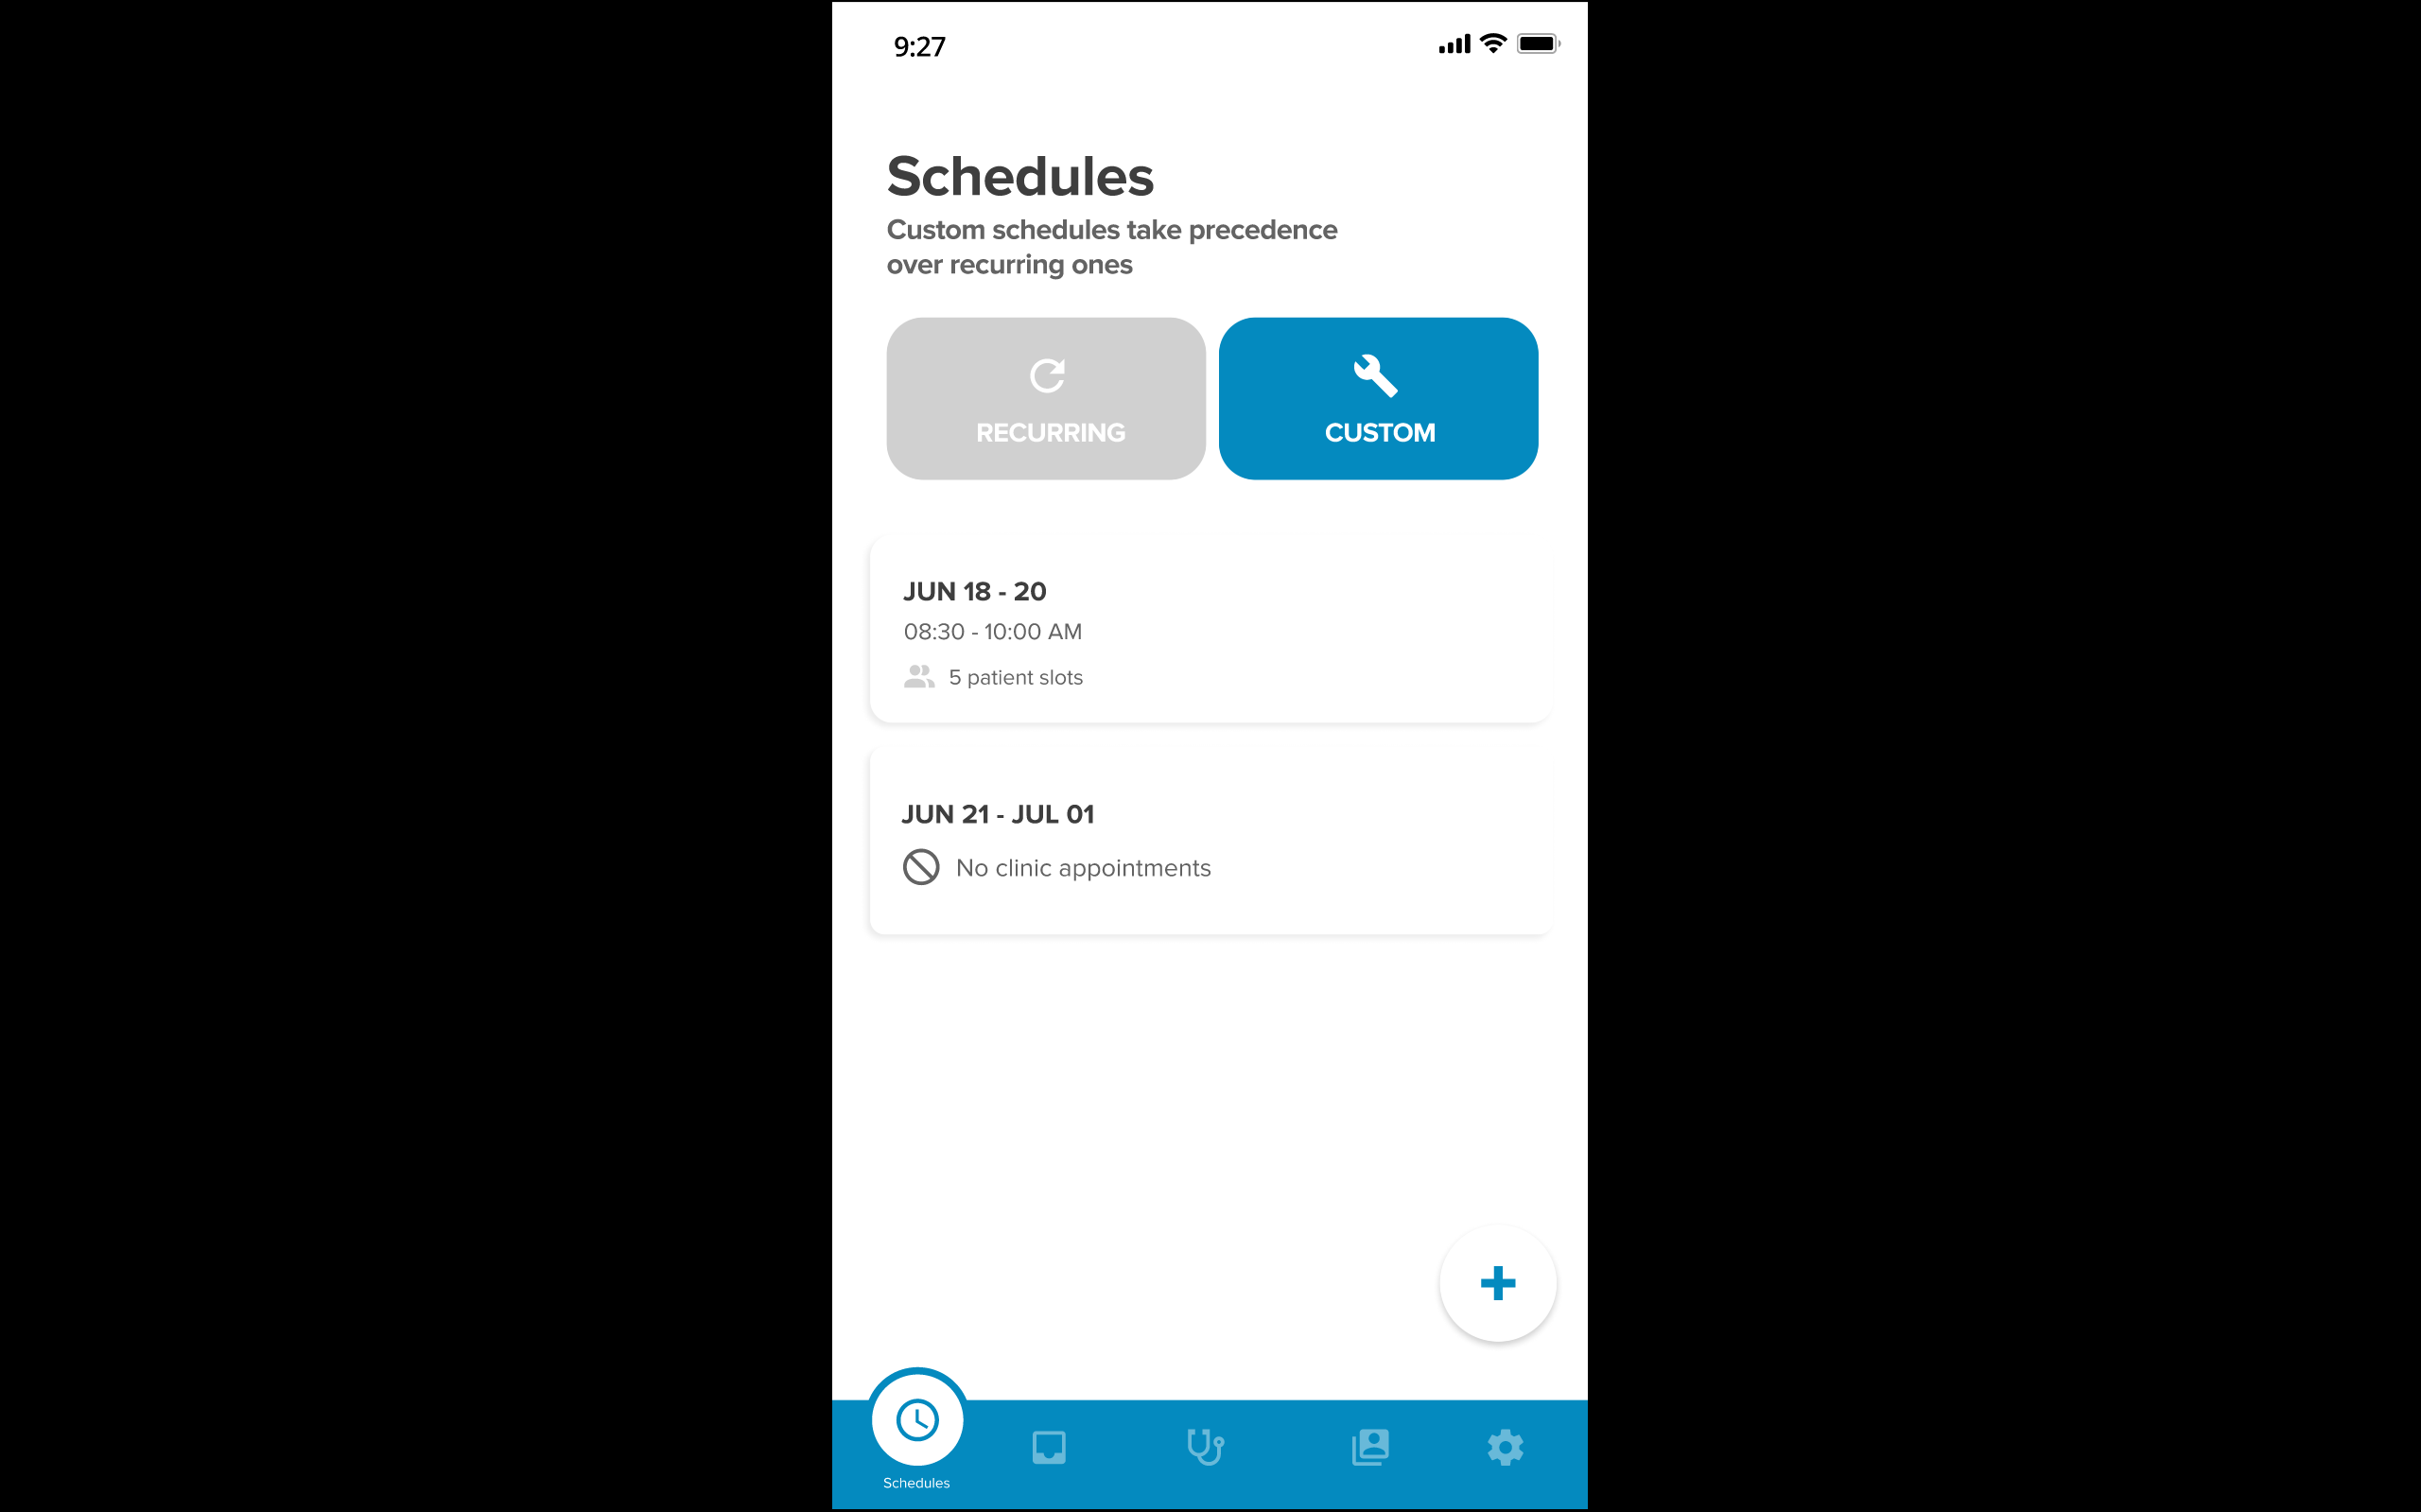 9:27
Schedules
Custom schedules take precedence
over recurring ones
RECURRING
CUSTOM
JUN 18 - 20
08:30 - 10:00 AM
5 patient slots
JUN 21 - JUL 01
No clinic appointments
Schedules